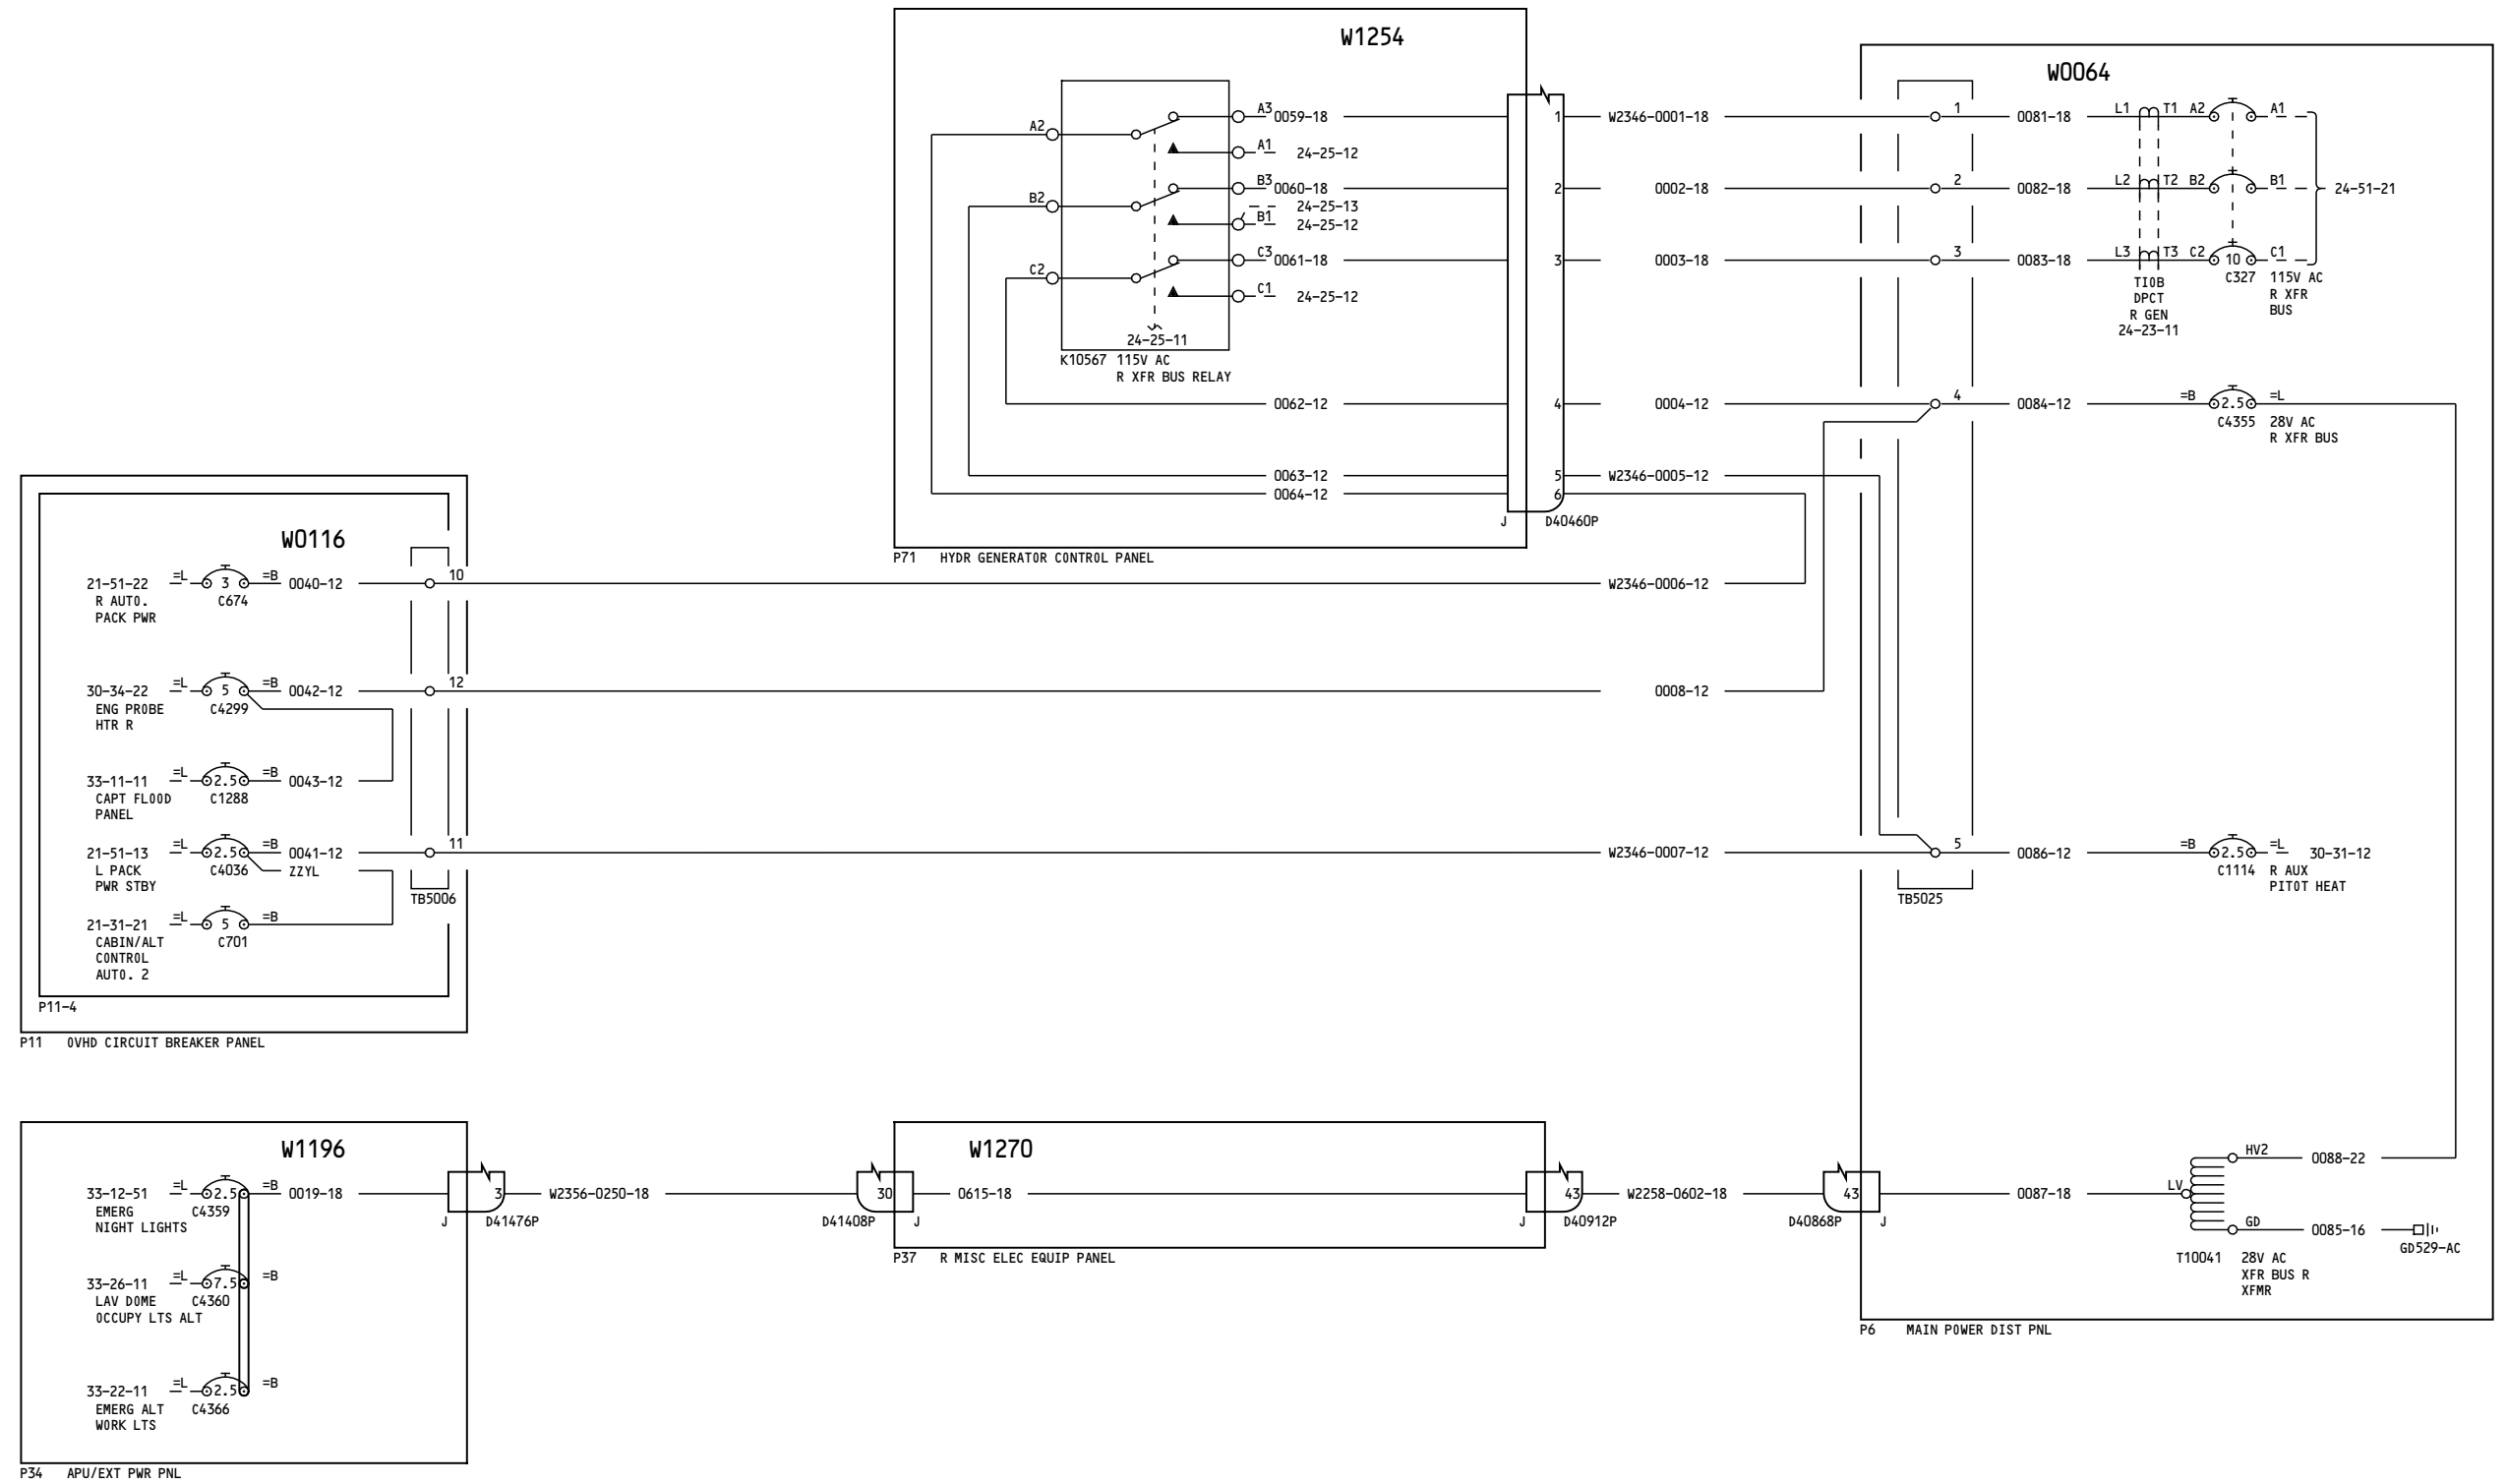 W1254
A2
A3 0059-18
A1 24-25-12
B2
B3 0060-18
24-25-13
B1 24-25-12
C2
C3 0061-18
C1 24-25-12
24-25-11
K10567 115V AC
R XFR BUS RELAY
0062-12
0063-12
0064-12
1
2
3
4
5
6
J D40460P
P71 HYDR GENERATOR CONTROL PANEL
W2346-0001-18
0002-18
0003-18
0004-12
W2346-0005-12
W2346-0006-12
0008-12
W2346-0007-12
W0064
1 0081-18 L1 T1 A2 A1
2 0082-18 L2 T2 B2 B1 24-51-21
3 0083-18 L3 T3 C2 10 C1
TIOB
DPCT
R GEN
24-23-11
C327 115V AC
R XFR
BUS
4 0084-12 =B 2.5 =L
C4355 28V AC
R XFR BUS
5 0086-12 =B 2.5 =L 30-31-12
C1114 R AUX
PITOT HEAT
TB5025
W0116
21-51-22 =L 3 =B 0040-12 10
R AUTO. C674
PACK PWR
30-34-22 =L 5 =B 0042-12 12
ENG PROBE C4299
HTR R
33-11-11 =L 2.5 =B 0043-12
CAPT FLOOD C1288
PANEL
21-51-13 =L 2.5 =B 0041-12 11
L PACK C4036 ZZYL
PWR STBY
TB5006
21-31-21 =L 5 =B
CABIN/ALT C701
CONTROL
AUTO. 2
P11-4
P11 OVHD CIRCUIT BREAKER PANEL
W1196
33-12-51 =L 2.5 =B 0019-18 3 W2356-0250-18
EMERG C4359
NIGHT LIGHTS
J D41476P
33-26-11 =L 7.5 =B
LAV DOME C4360
OCCUPY LTS ALT
33-22-11 =L 2.5 =B
EMERG ALT C4366
WORK LTS
P34 APU/EXT PWR PNL
W1270
30 0615-18 43 W2258-0602-18
D41408P J
J D40912P
P37 R MISC ELEC EQUIP PANEL
43 0087-18 LV
D40868P J
HV2 0088-22
GD 0085-16
GD529-AC
T10041 28V AC
XFR BUS R
XFMR
P6 MAIN POWER DIST PNL